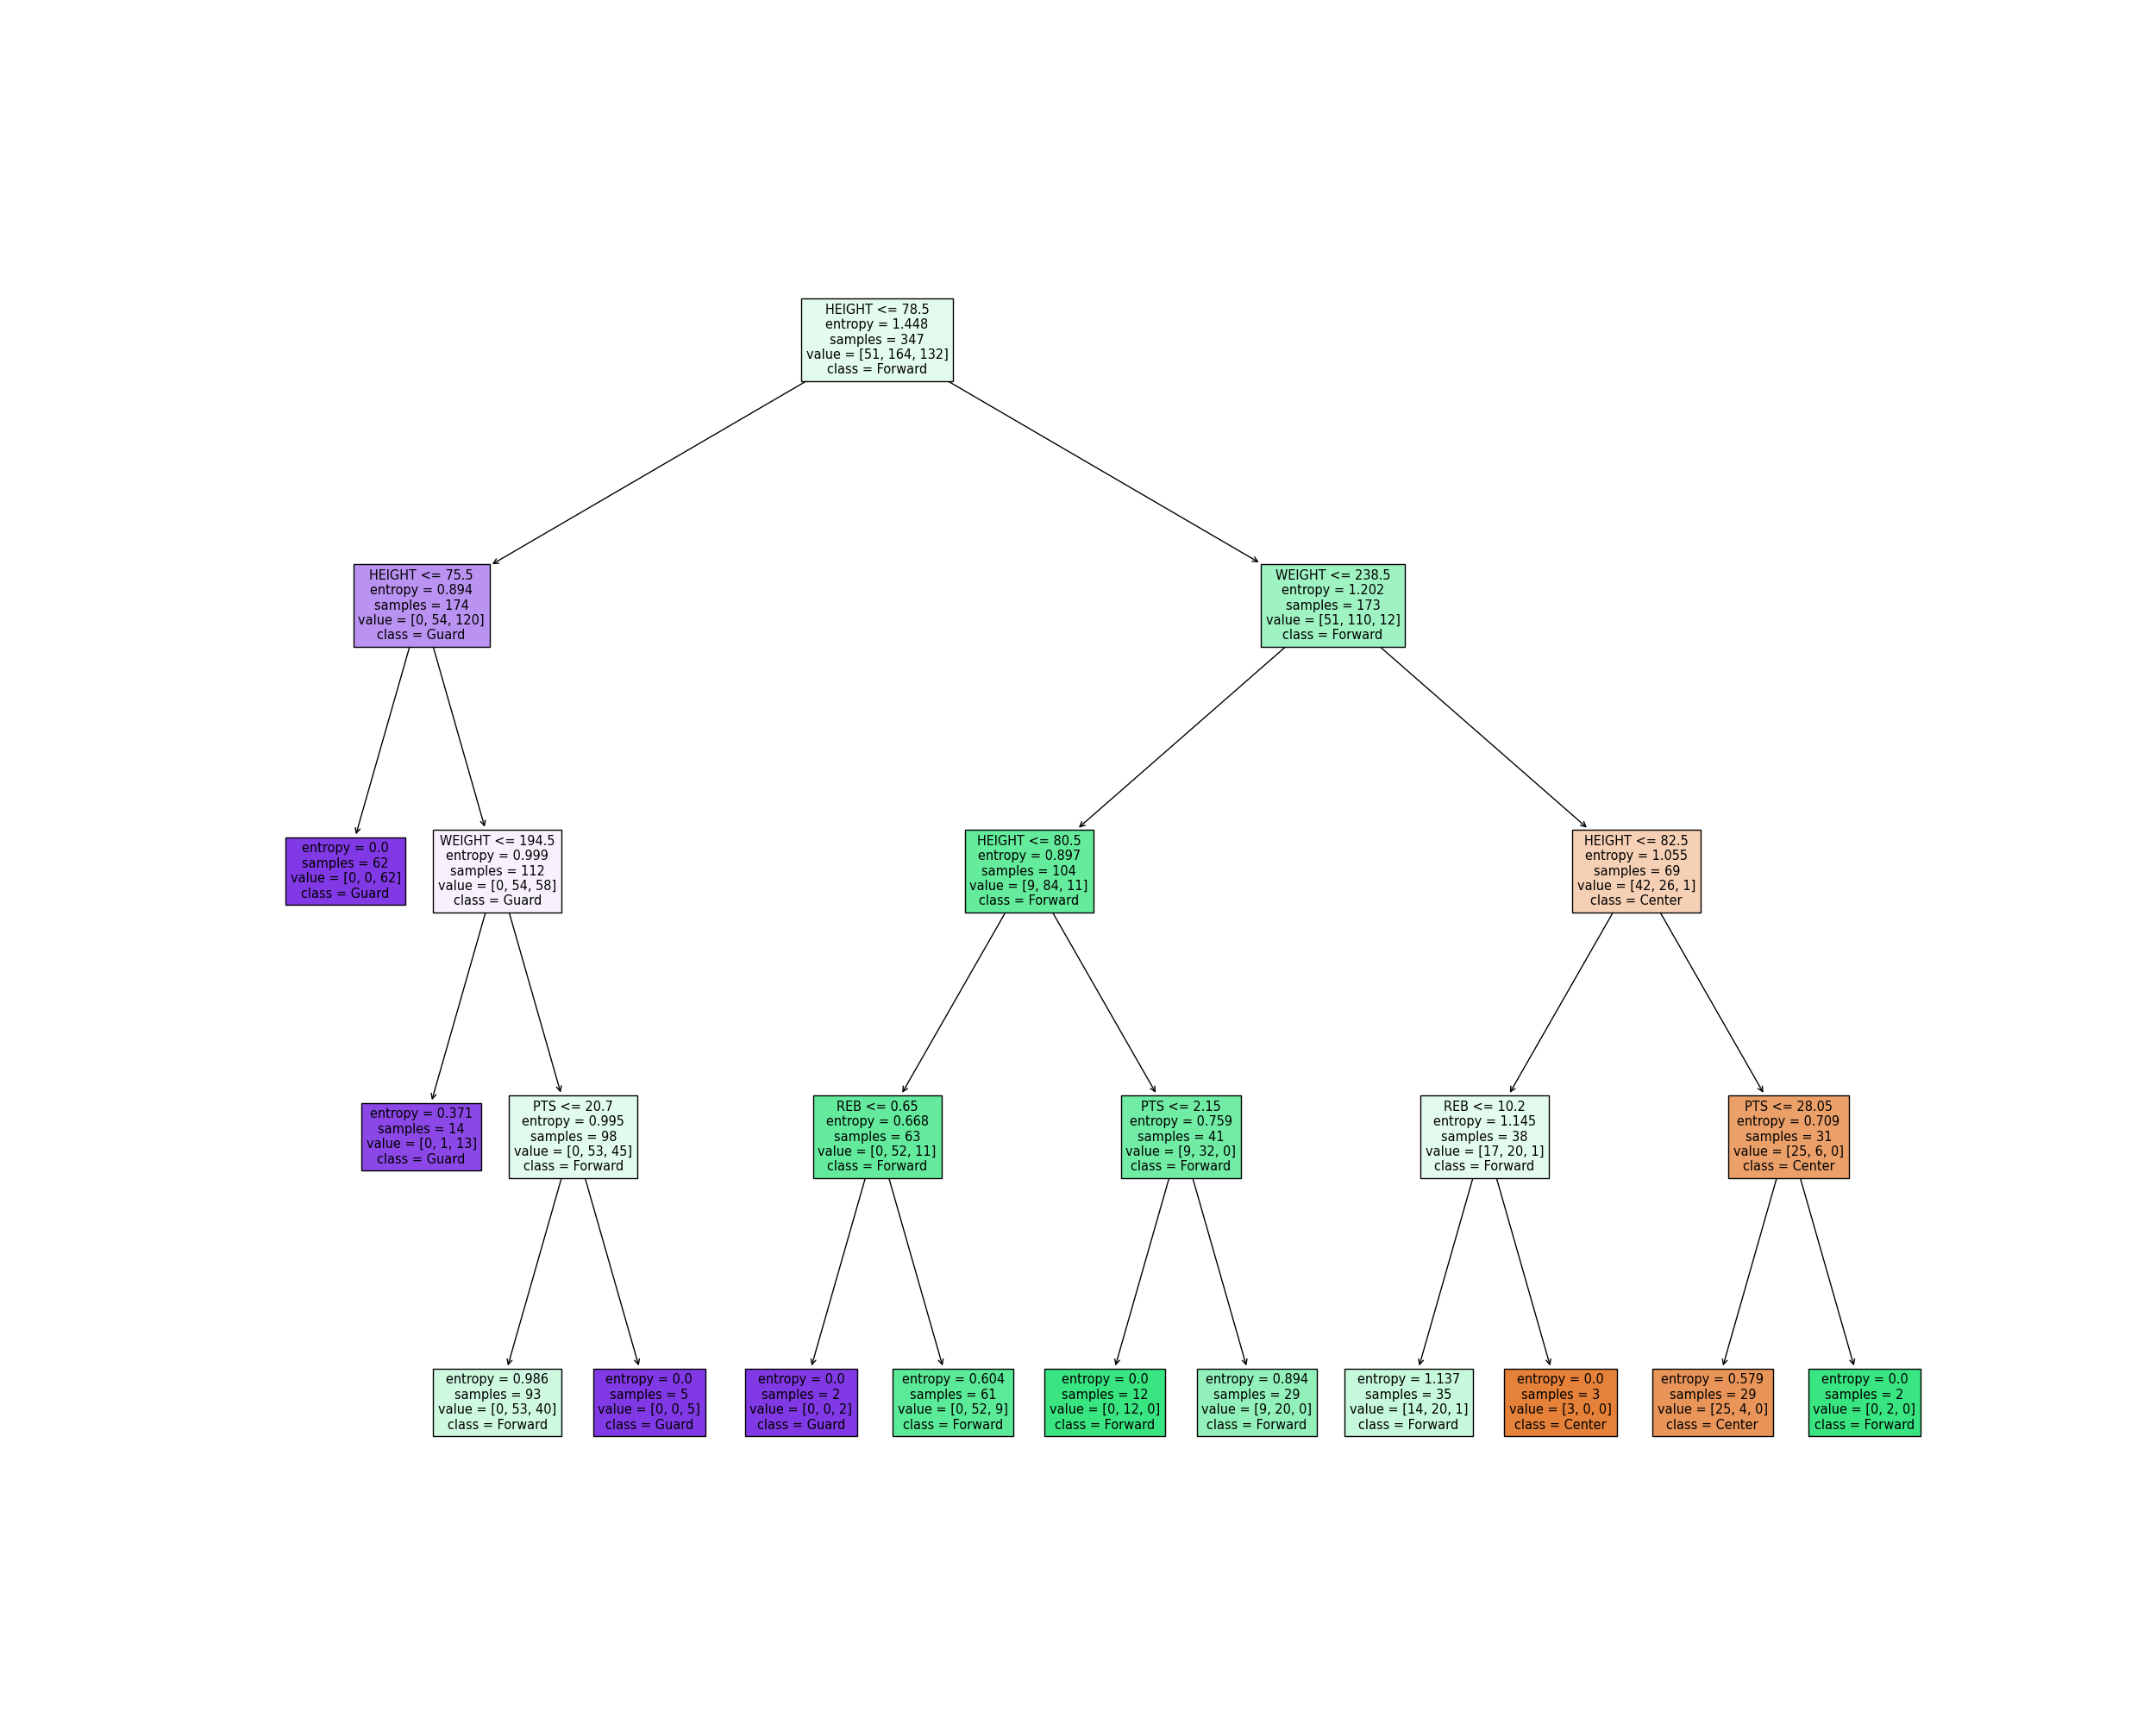 HEIGHT <= 78.5
entropy = 1.448
samples = 347
value = [51, 164, 132]
class = Forward
HEIGHT <= 75.5
entropy = 0.894
samples = 174
value = [0, 54, 120]
class = Guard
WEIGHT <= 238.5
entropy = 1.202
samples = 173
value = [51, 110, 12]
class = Forward
entropy = 0.0
samples = 62
value = [0, 0, 62]
class = Guard
WEIGHT <= 194.5
entropy = 0.999
samples = 112
value = [0, 54, 58]
class = Guard
HEIGHT <= 80.5
entropy = 0.897
samples = 104
value = [9, 84, 11]
class = Forward
HEIGHT <= 82.5
entropy = 1.055
samples = 69
value = [42, 26, 1]
class = Center
entropy = 0.371
samples = 14
value = [0, 1, 13]
class = Guard
PTS <= 20.7
entropy = 0.995
samples = 98
value = [0, 53, 45]
class = Forward
REB <= 0.65
entropy = 0.668
samples = 63
value = [0, 52, 11]
class = Forward
PTS <= 2.15
entropy = 0.759
samples = 41
value = [9, 32, 0]
class = Forward
REB <= 10.2
entropy = 1.145
samples = 38
value = [17, 20, 1]
class = Forward
PTS <= 28.05
entropy = 0.709
samples = 31
value = [25, 6, 0]
class = Center
entropy = 0.986
samples = 93
value = [0, 53, 40]
class = Forward
entropy = 0.0
samples = 5
value = [0, 0, 5]
class = Guard
entropy = 0.0
samples = 2
value = [0, 0, 2]
class = Guard
entropy = 0.604
samples = 61
value = [0, 52, 9]
class = Forward
entropy = 0.0
samples = 12
value = [0, 12, 0]
class = Forward
entropy = 0.894
samples = 29
value = [9, 20, 0]
class = Forward
entropy = 1.137
samples = 35
value = [14, 20, 1]
class = Forward
entropy = 0.0
samples = 3
value = [3, 0, 0]
class = Center
entropy = 0.579
samples = 29
value = [25, 4, 0]
class = Center
entropy = 0.0
samples = 2
value = [0, 2, 0]
class = Forward